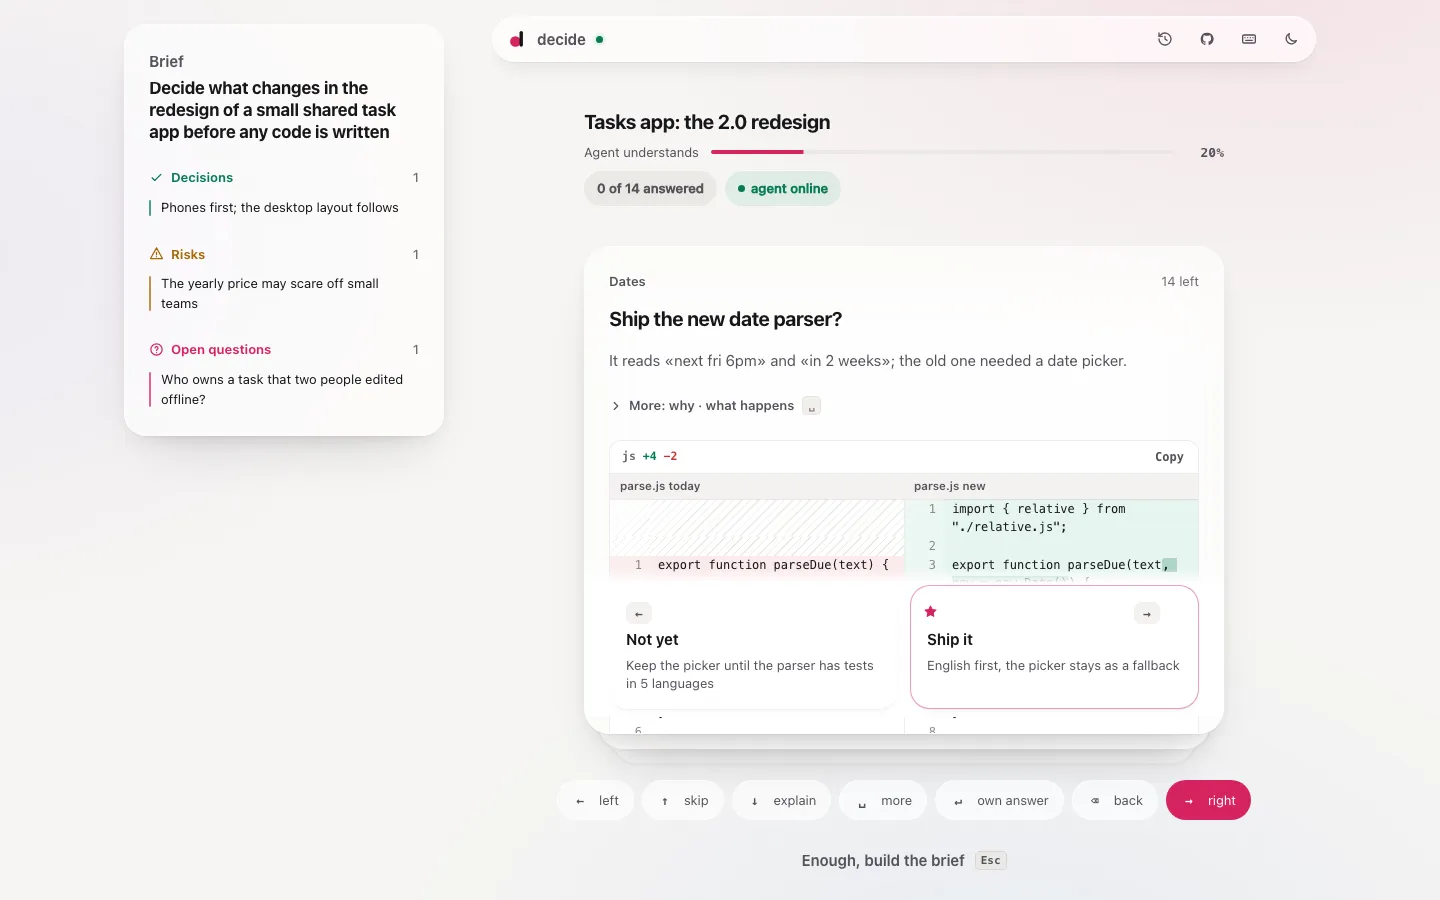 Brief
Decide what changes in the
redesign of a small shared task
app before any code is written
Decisions 1
Phones first; the desktop layout follows
Risks 1
The yearly price may scare off small
teams
Open questions 1
Who owns a task that two people edited
offline?
decide
Tasks app: the 2.0 redesign
Agent understands 20%
0 of 14 answered agent online
Dates 14 left
Ship the new date parser?
It reads «next fri 6pm» and «in 2 weeks»; the old one needed a date picker.
More: why · what happens ␣
js +4 −2 Copy
parse.js today parse.js new
1 import { relative } from
"./relative.js";
2
1 export function parseDue(text) { 3 export function parseDue(text,
← →
Not yet Ship it
Keep the picker until the parser has tests English first, the picker stays as a fallback
in 5 languages
6 8
← left ↑ skip ↓ explain ␣ more ↵ own answer ⌫ back → right
Enough, build the brief Esc